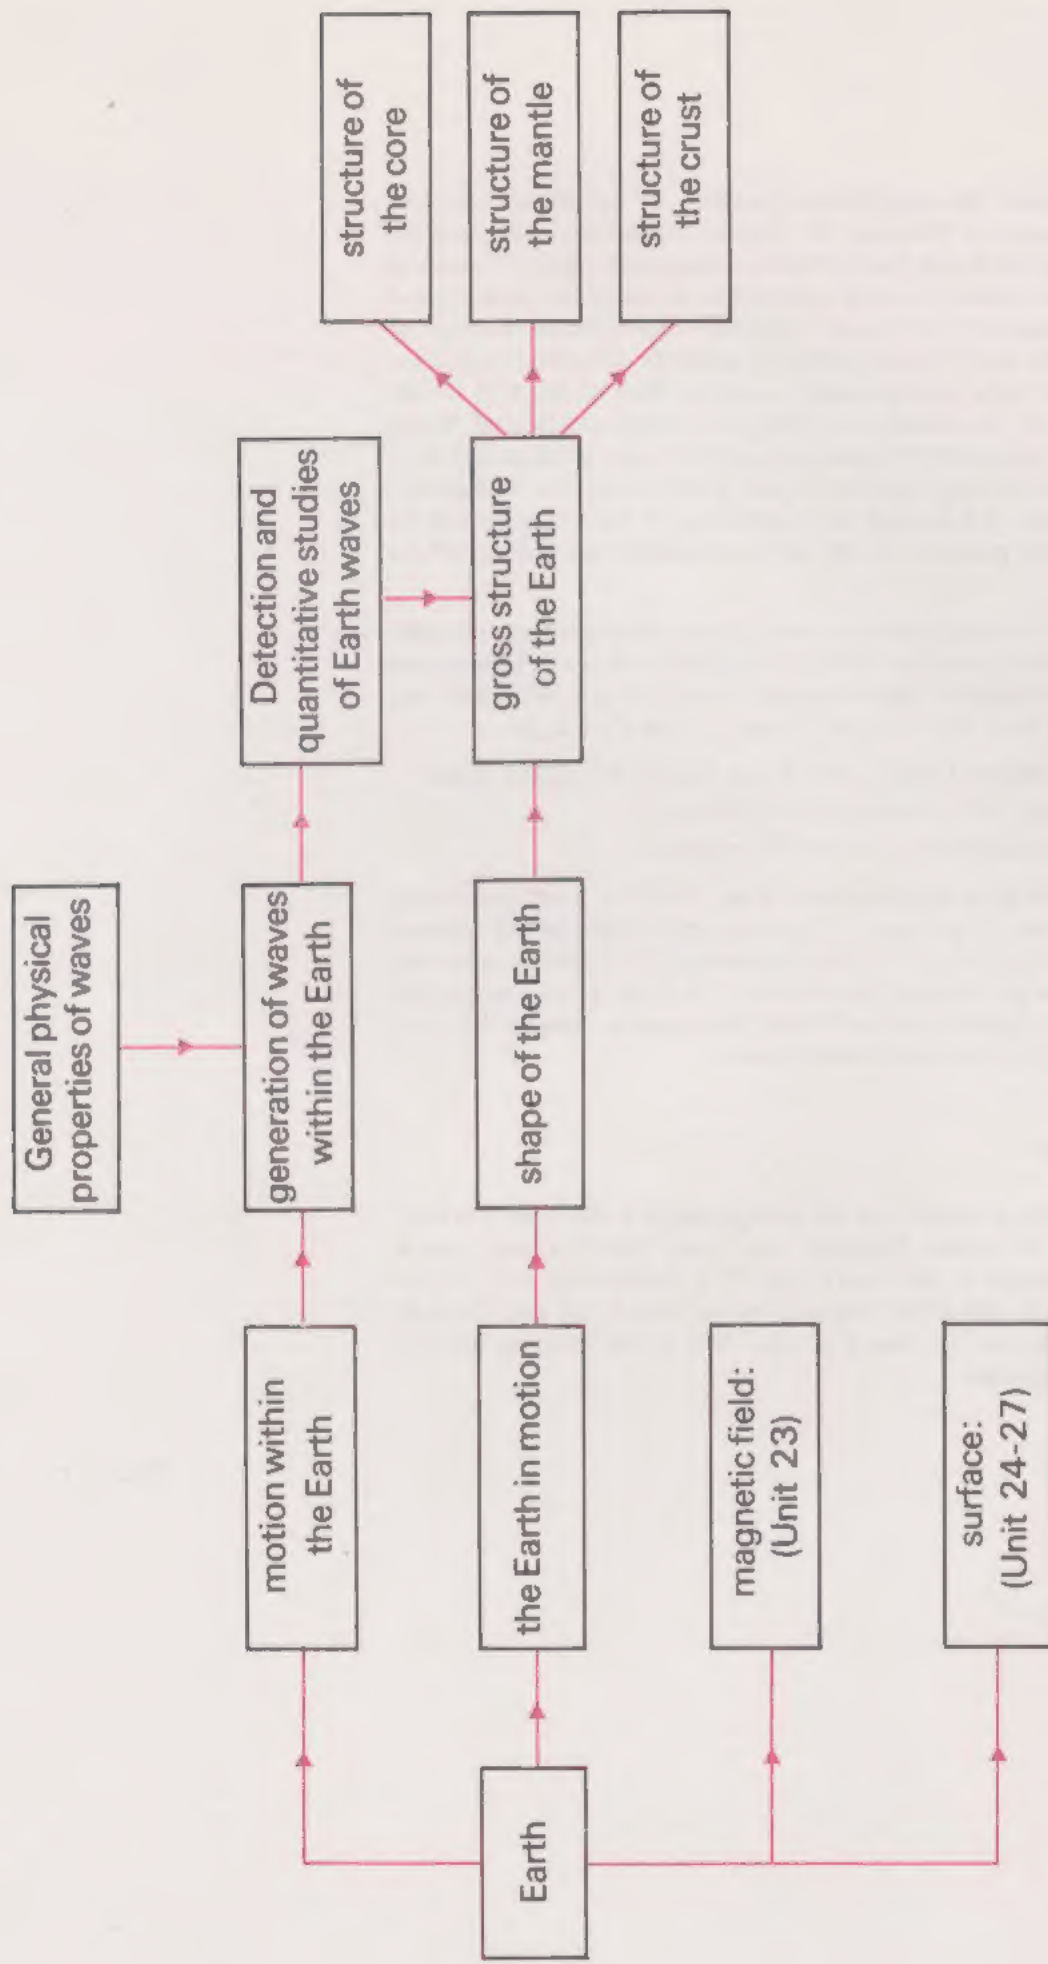 General physical
properties of waves
motion within
the Earth
generation of waves
within the Earth
Detection and
quantitative studies
of Earth waves
Earth
the Earth in motion
shape of the Earth
gross structure
of the Earth
structure of
the core
structure of
the mantle
structure of
the crust
magnetic field:
(Unit 23)
surface:
(Unit 24-27)